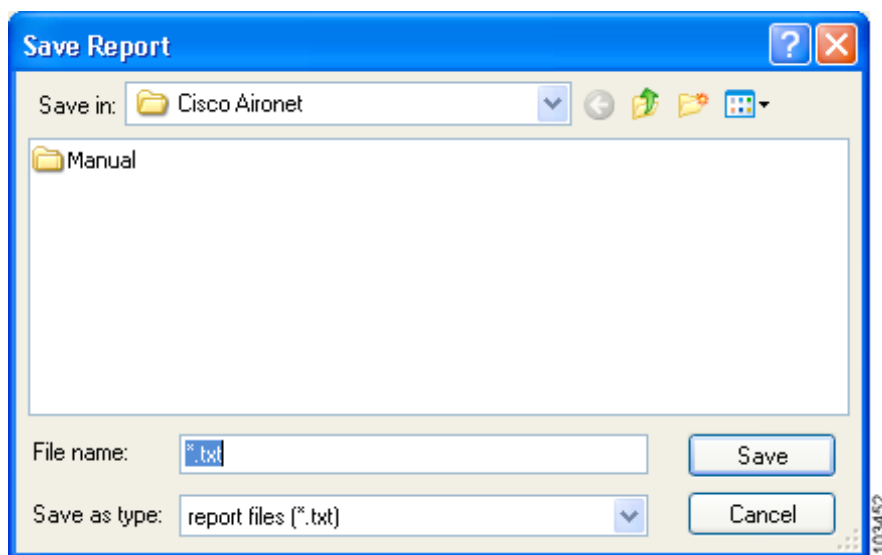 Save Report
Save in: Cisco Aironet
Manual
File name: *.txt
Save
Save as type: report files (*.txt)
Cancel
103452